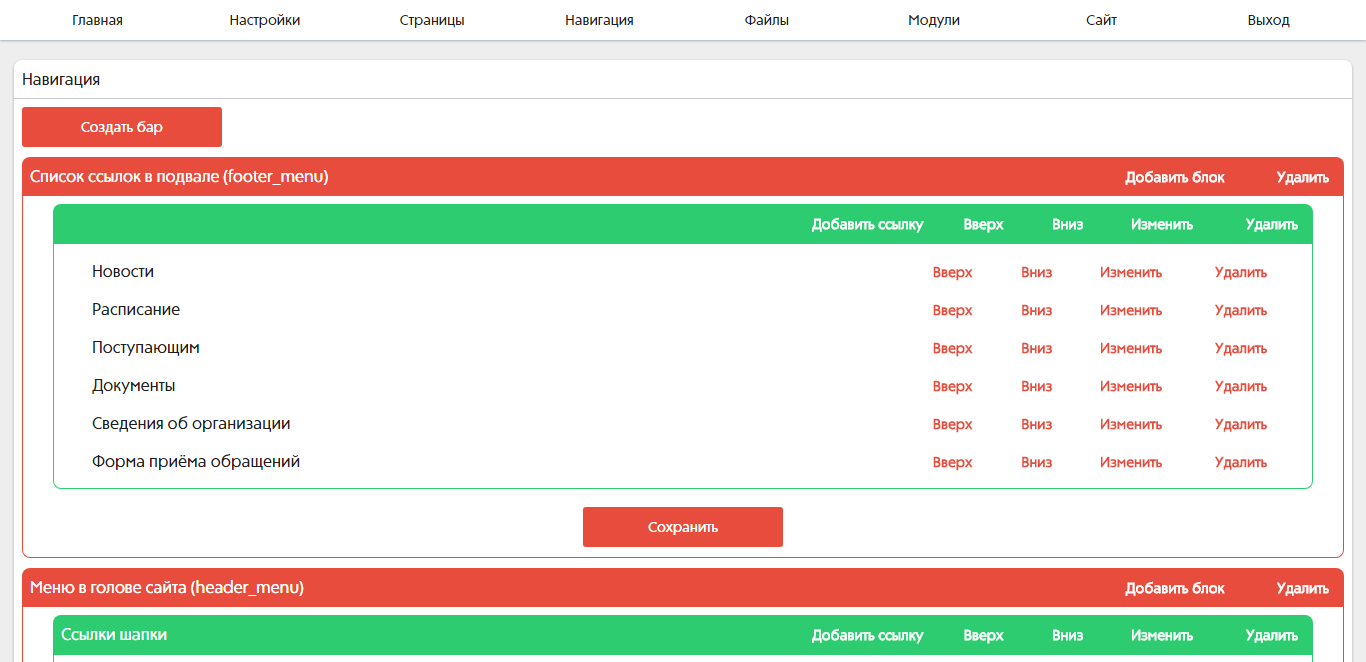 Главная Настройки Страницы Навигация Файлы Модули Сайт Выход
Навигация
Создать бар
Список ссылок в подвале (footer_menu) Добавить блок Удалить
Добавить ссылку Вверх Вниз Изменить Удалить
Новости Вверх Вниз Изменить Удалить
Расписание Вверх Вниз Изменить Удалить
Поступающим Вверх Вниз Изменить Удалить
Документы Вверх Вниз Изменить Удалить
Сведения об организации Вверх Вниз Изменить Удалить
Форма приёма обращений Вверх Вниз Изменить Удалить
Сохранить
Меню в голове сайта (header_menu) Добавить блок Удалить
Ссылки шапки Добавить ссылку Вверх Вниз Изменить Удалить